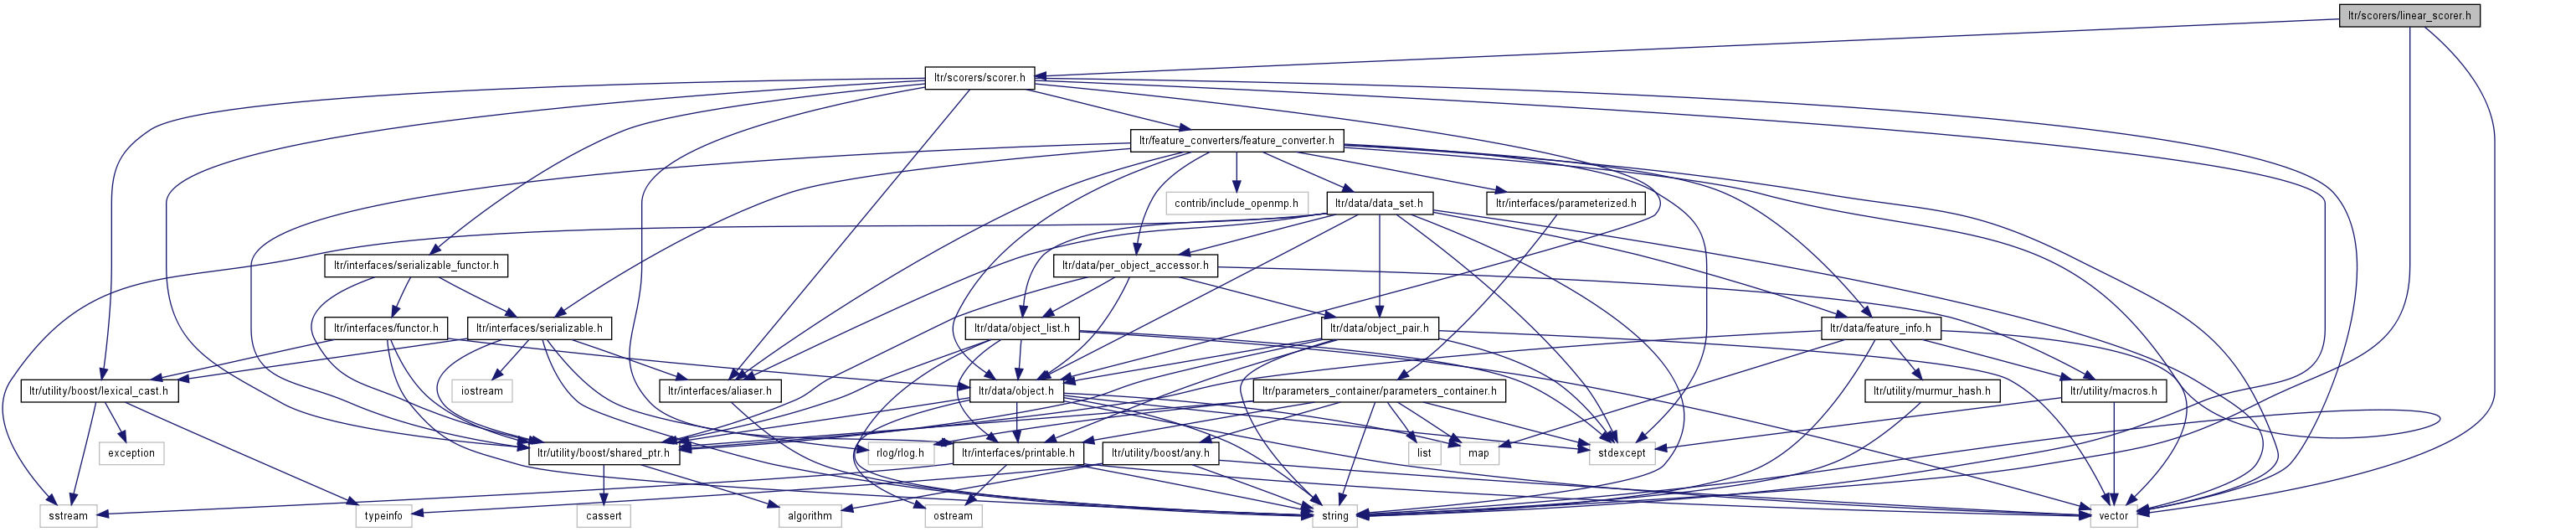 ltr/scorers/linear_scorer.h
ltr/scorers/scorer.h
ltr/feature_converters/feature_converter.h
contrib/include_openmp.h
ltr/data/data_set.h
ltr/interfaces/parameterized.h
ltr/interfaces/serializable_functor.h
ltr/data/per_object_accessor.h
ltr/interfaces/functor.h
ltr/interfaces/serializable.h
ltr/data/object_list.h
ltr/data/object_pair.h
ltr/data/feature_info.h
ltr/utility/boost/lexical_cast.h
iostream
ltr/interfaces/aliaser.h
ltr/data/object.h
ltr/parameters_container/parameters_container.h
ltr/utility/murmur_hash.h
ltr/utility/macros.h
exception
ltr/utility/boost/shared_ptr.h
rlog/rlog.h
ltr/interfaces/printable.h
ltr/utility/boost/any.h
list
map
stdexcept
sstream
typeinfo
cassert
algorithm
ostream
string
vector